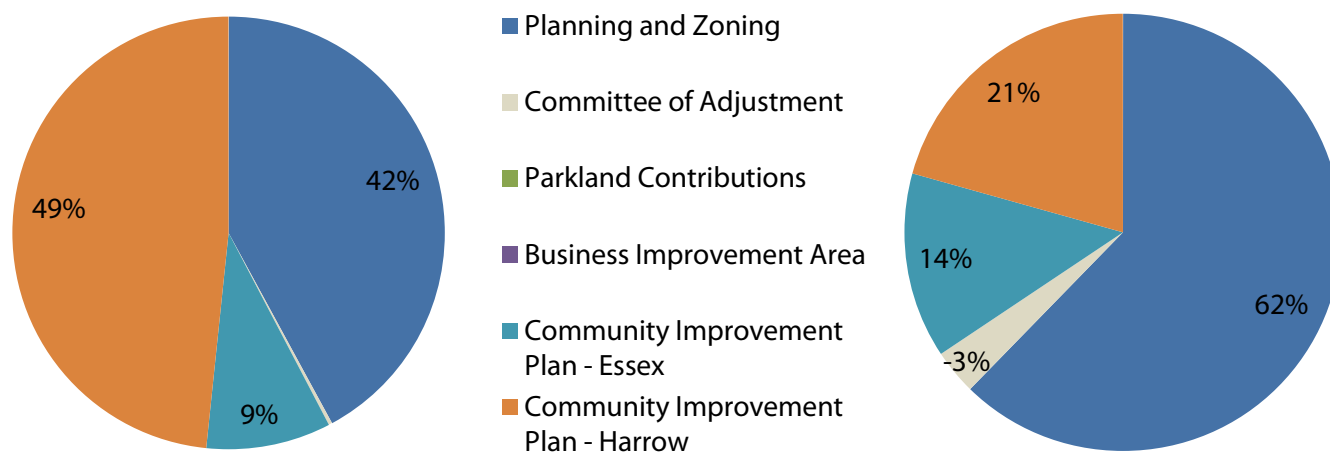 42%
49%
9%
Planning and Zoning
Committee of Adjustment
Parkland Contributions
Business Improvement Area
Community Improvement
Plan - Essex
Community Improvement
Plan - Harrow
21%
14%
62%
-3%